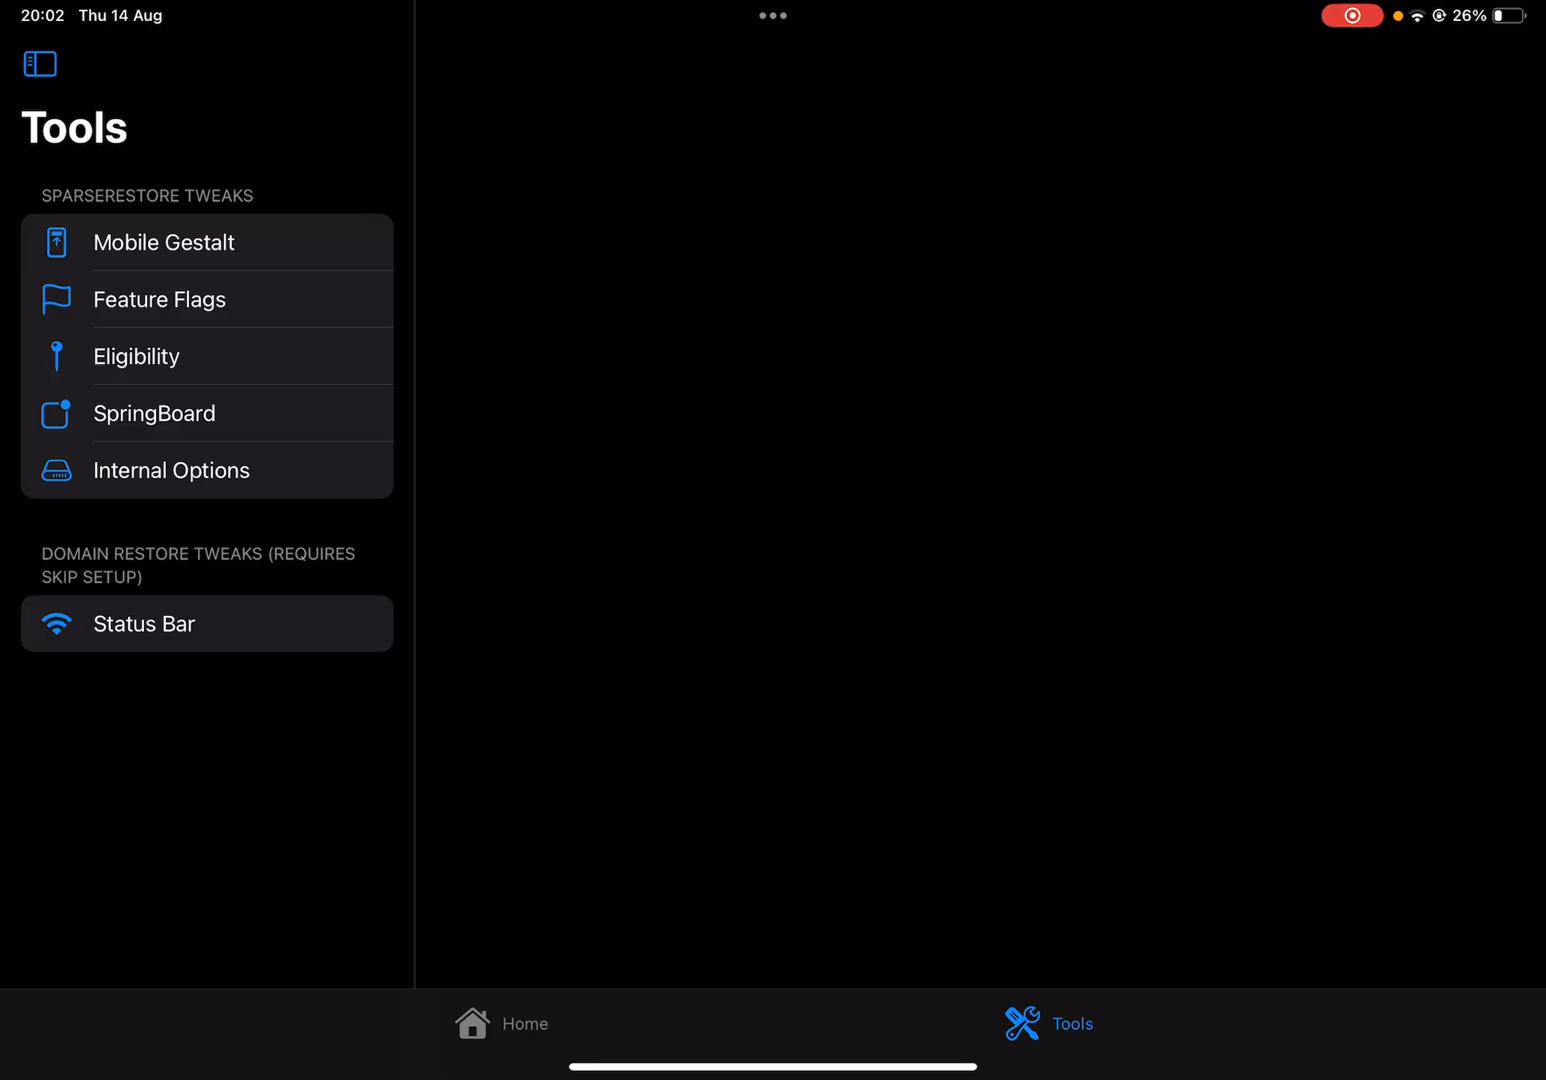 20:02 Thu 14 Aug
26%
Tools
SPARSERESTORE TWEAKS
Mobile Gestalt
Feature Flags
Eligibility
SpringBoard
Internal Options
DOMAIN RESTORE TWEAKS (REQUIRES
SKIP SETUP)
Status Bar
Home
Tools